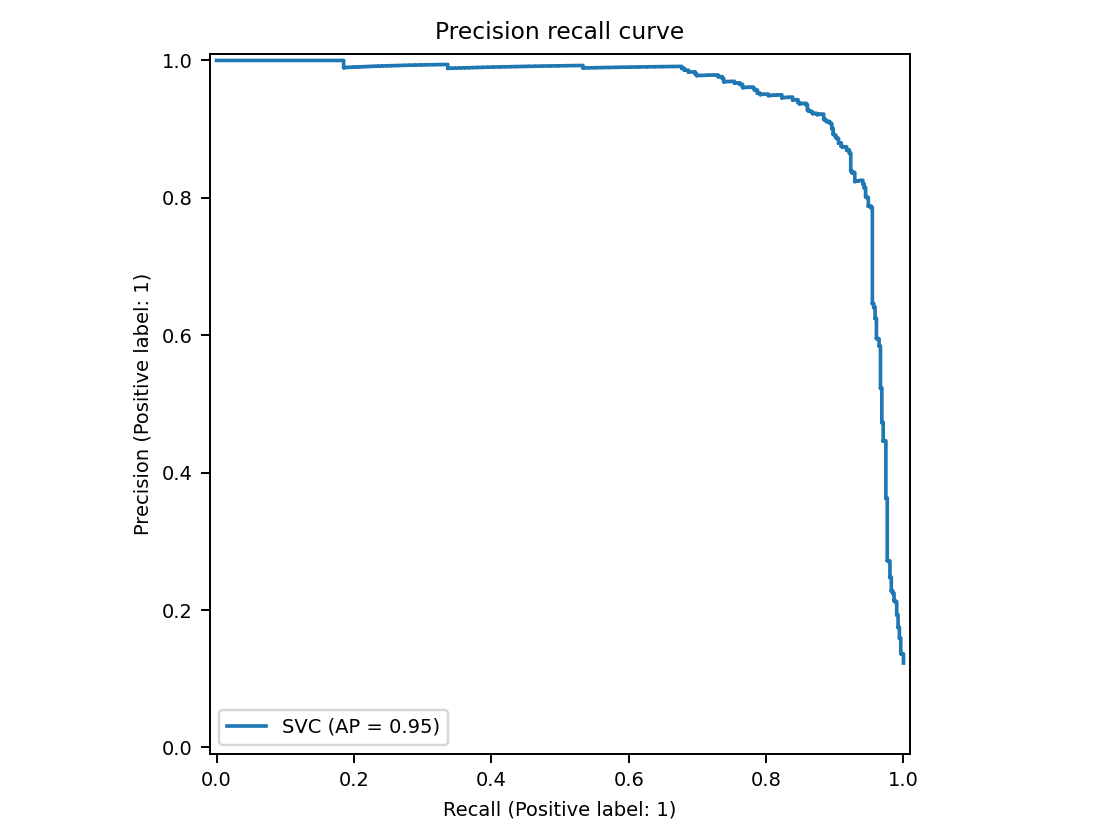 Precision recall curve
1.0
0.8
0.6
0.4
0.2
0.0
Precision (Positive label: 1)
SVC (AP = 0.95)
0.0 0.2 0.4 0.6 0.8 1.0
Recall (Positive label: 1)